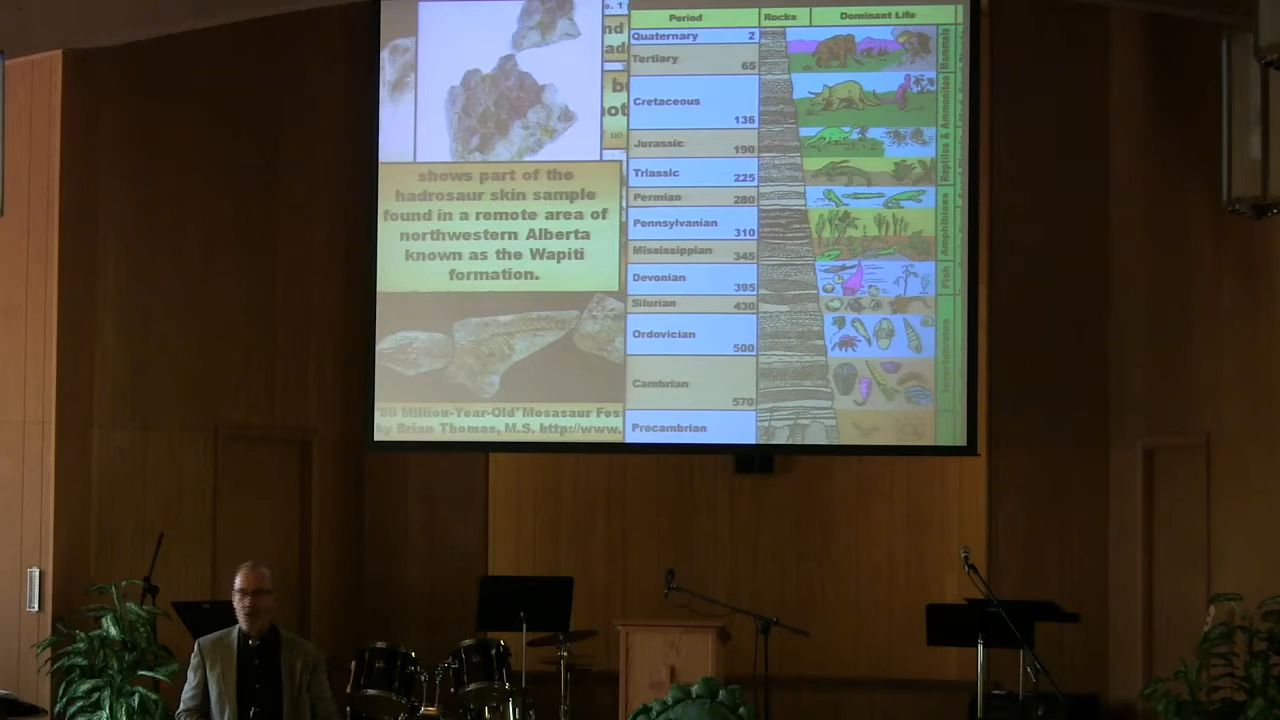 shows part of the
hadrosaur skin sample
found in a remote area of
northwestern Alberta
known as the Wapiti
formation.
'80 Million-Year-Old' Mosasaur Fos
by Brian Thomas, M.S. http://www.
Period Rocks Dominant Life
Quaternary 2
Tertiary 65
Cretaceous 136
Jurassic 190
Triassic 225
Permian 280
Pennsylvanian 310
Mississippian 345
Devonian 395
Silurian 430
Ordovician 500
Cambrian 570
Precambrian
Mammals
Reptiles & Ammonites
Amphibians
Fish
Invertebrates